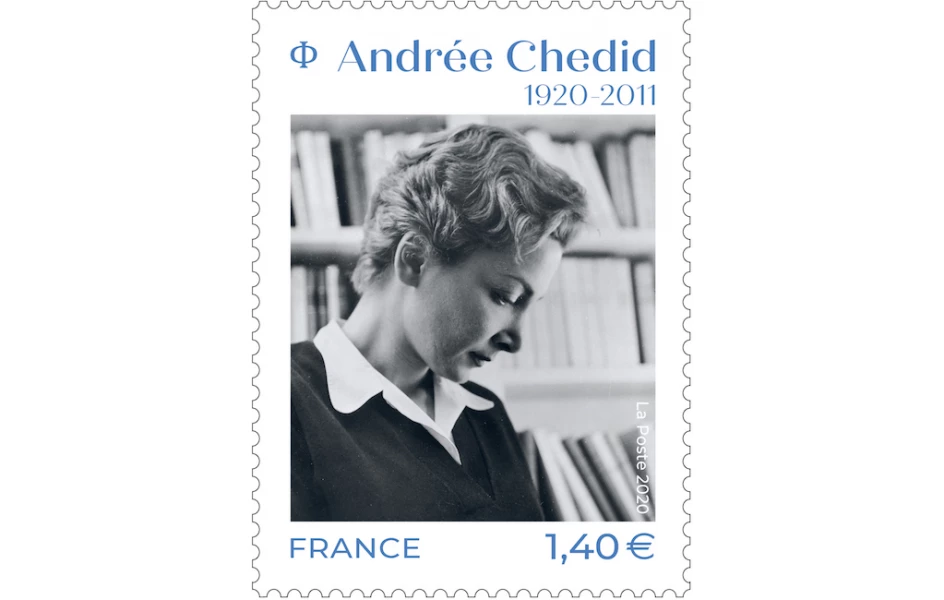 Φ Andrée Chedid
1920-2011
La Poste 2020
FRANCE 1,40 €